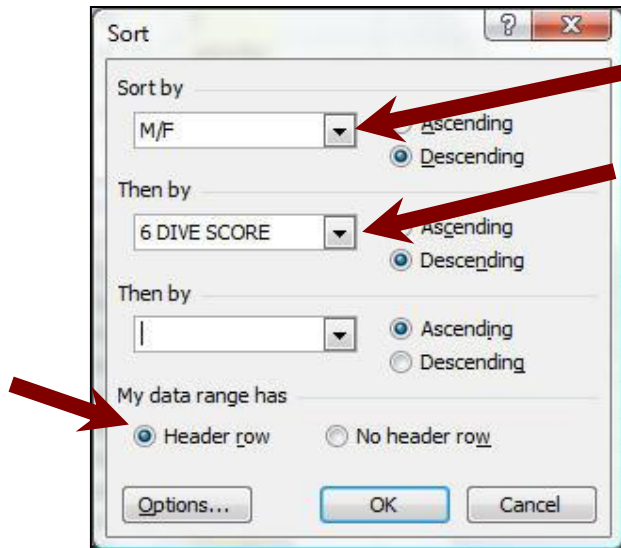 Sort
Sort by
M/F
Ascending
Descending
Then by
6 DIVE SCORE
Ascending
Descending
Then by
Ascending
Descending
My data range has
Header row
No header row
Options...
OK
Cancel